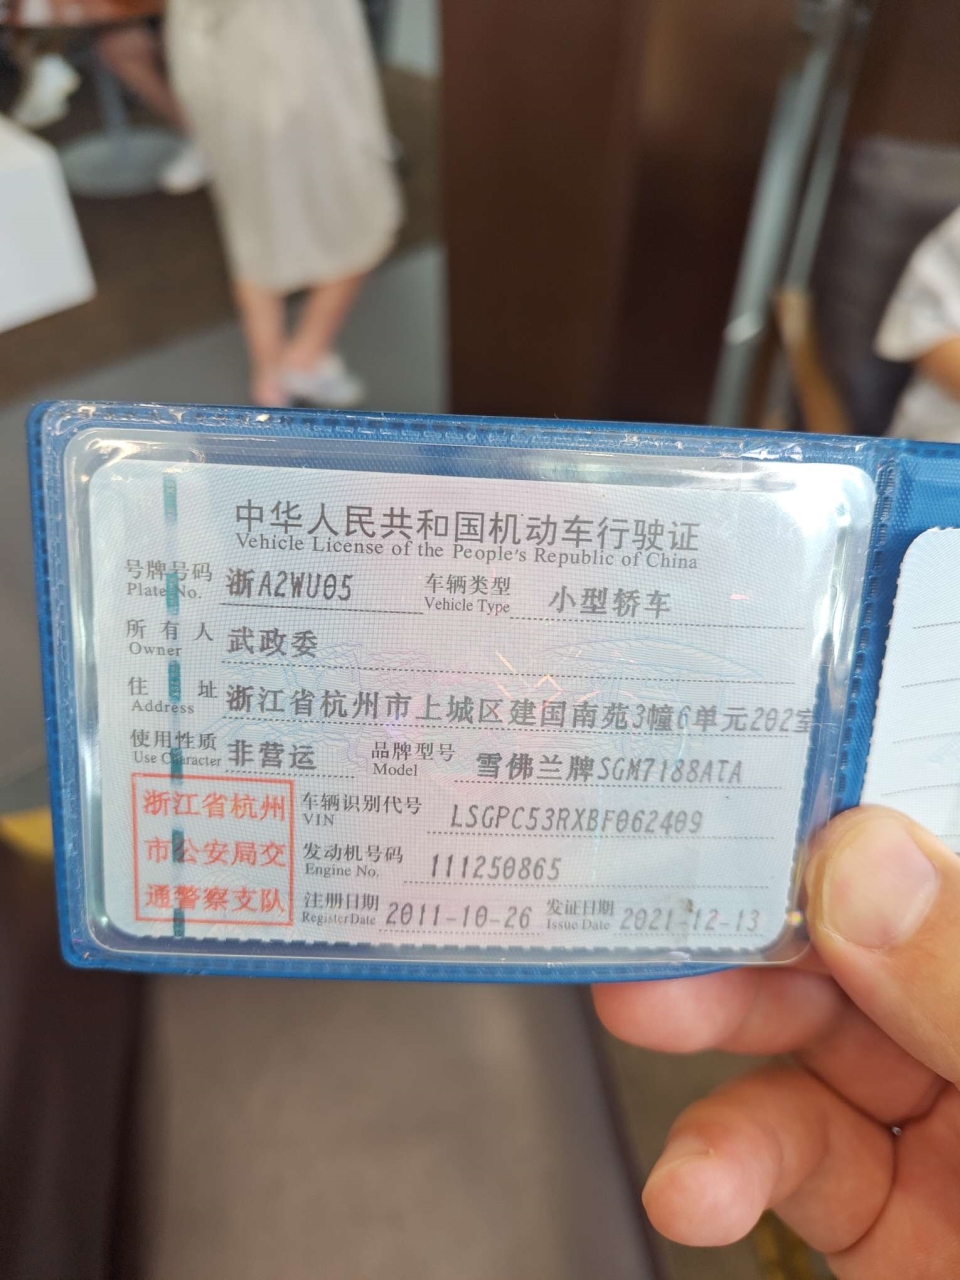 中华人民共和国机动车行驶证
Vehicle License of the People's Republic of China
号牌号码 浙A2WU05 车辆类型 小型轿车
Plate No. Vehicle Type
所有人 武政委
Owner
住址 浙江省杭州市上城区建国南苑3幢6单元202室
Address
使用性质 非营运 品牌型号 雪佛兰牌SGM7188ATA
Use Character Model
浙江省杭州
市公安局交
通警察支队
车辆识别代号 LSGPC53RXBF062409
VIN
发动机号码 111250865
Engine No.
注册日期 2011-10-26 发证日期 2021-12-13
Register Date Issue Date